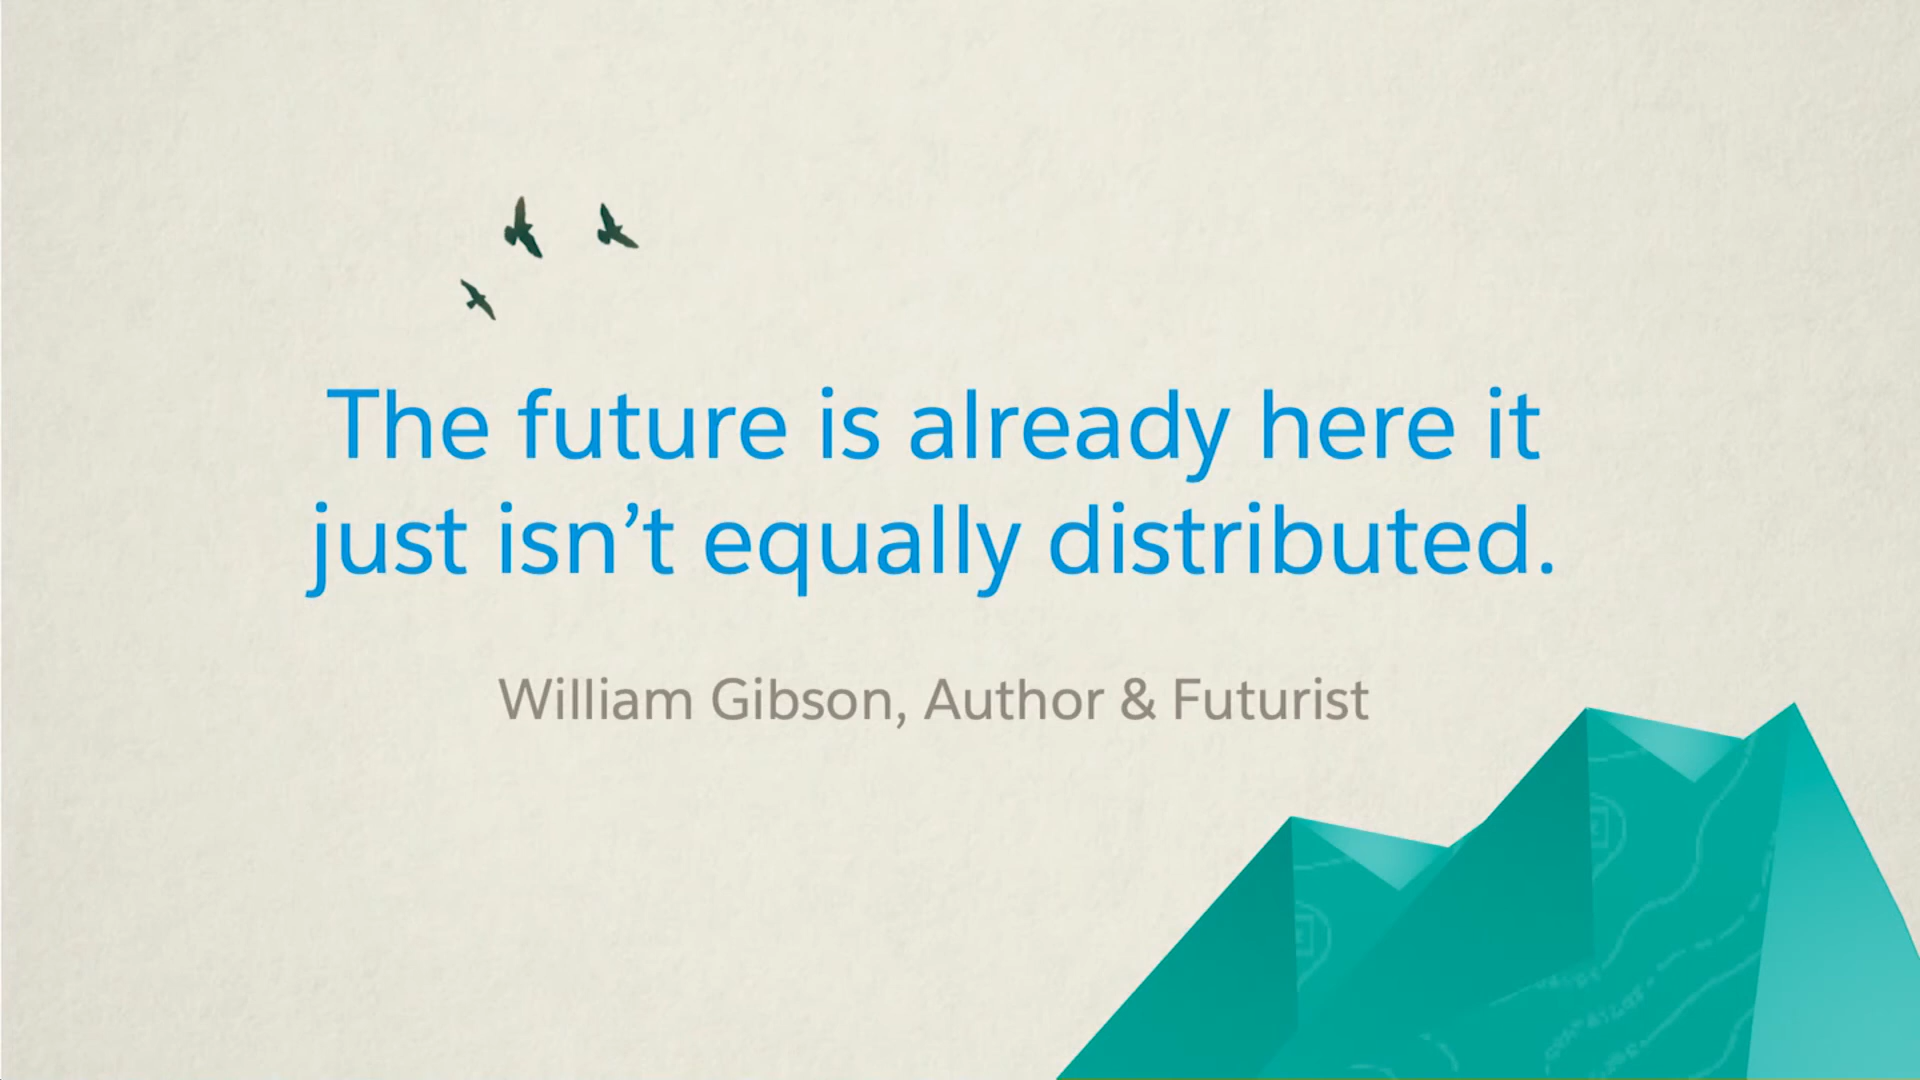 The future is already here it
just isn’t equally distributed.
William Gibson, Author & Futurist